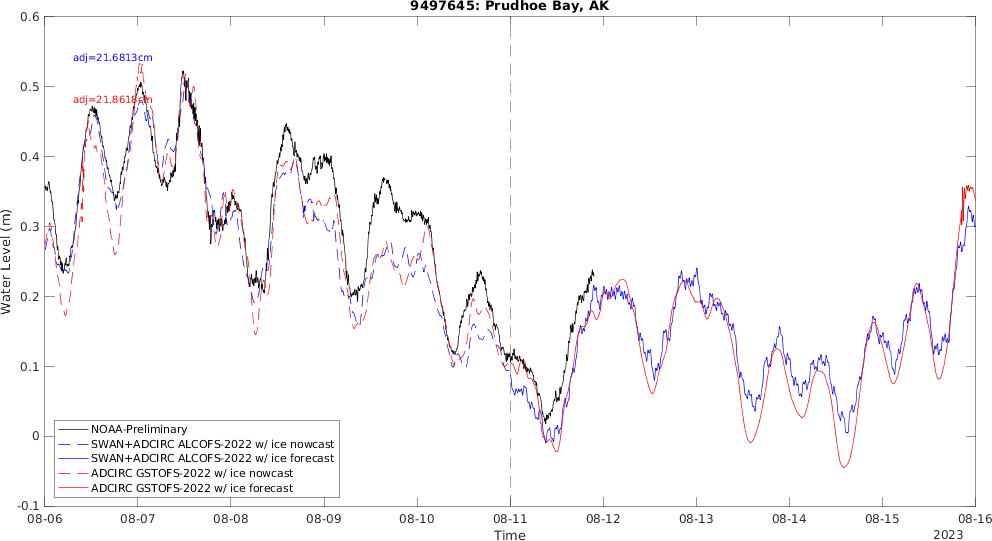 9497645: Prudhoe Bay, AK
0.6
0.5
0.4
0.3
0.2
0.1
0
-0.1
Water Level (m)
adj=21.6813cm
adj=21.8618cm
NOAA-Preliminary
SWAN+ADCIRC ALCOFS-2022 w/ ice nowcast
SWAN+ADCIRC ALCOFS-2022 w/ ice forecast
ADCIRC GSTOFS-2022 w/ ice nowcast
ADCIRC GSTOFS-2022 w/ ice forecast
08-06 08-07 08-08 08-09 08-10 08-11 08-12 08-13 08-14 08-15 08-16
Time
2023